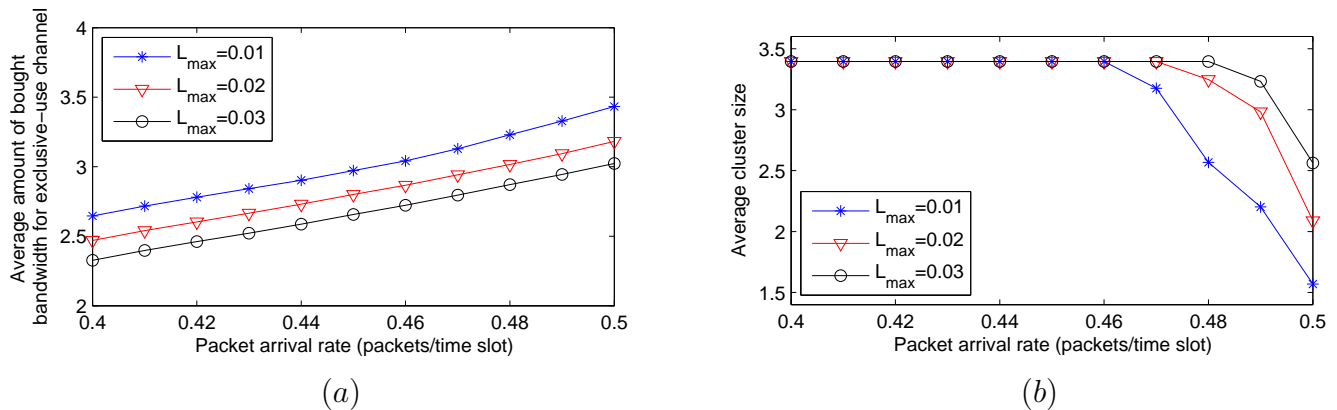 Average amount of bought
bandwidth for exclusive−use channel
4
3.5
3
2.5
2
L_max=0.01
L_max=0.02
L_max=0.03
0.4 0.42 0.44 0.46 0.48 0.5
Packet arrival rate (packets/time slot)
(a)
Average cluster size
3.5
3
2.5
2
1.5
L_max=0.01
L_max=0.02
L_max=0.03
0.4 0.42 0.44 0.46 0.48 0.5
Packet arrival rate (packets/time slot)
(b)